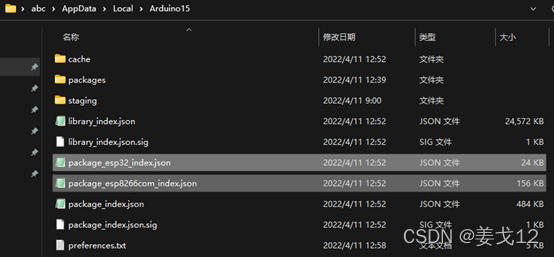 abc > AppData > Local > Arduino15
名称 修改日期 类型 大小
cache 2022/4/11 12:52 文件夹
packages 2022/4/11 12:39 文件夹
staging 2022/4/11 9:00 文件夹
library_index.json 2022/4/11 12:52 JSON 文件 24,572 KB
library_index.json.sig 2022/4/11 12:52 SIG 文件 1 KB
package_esp32_index.json 2022/4/11 12:52 JSON 文件 24 KB
package_esp8266com_index.json 2022/4/11 12:52 JSON 文件 156 KB
package_index.json 2022/4/11 12:52 JSON 文件 484 KB
package_index.json.sig 2022/4/11 12:52 SIG 文件 1 KB
preferences.txt 2022/4/11 12:58 文本文档 5 KB
CSDN @姜戈12